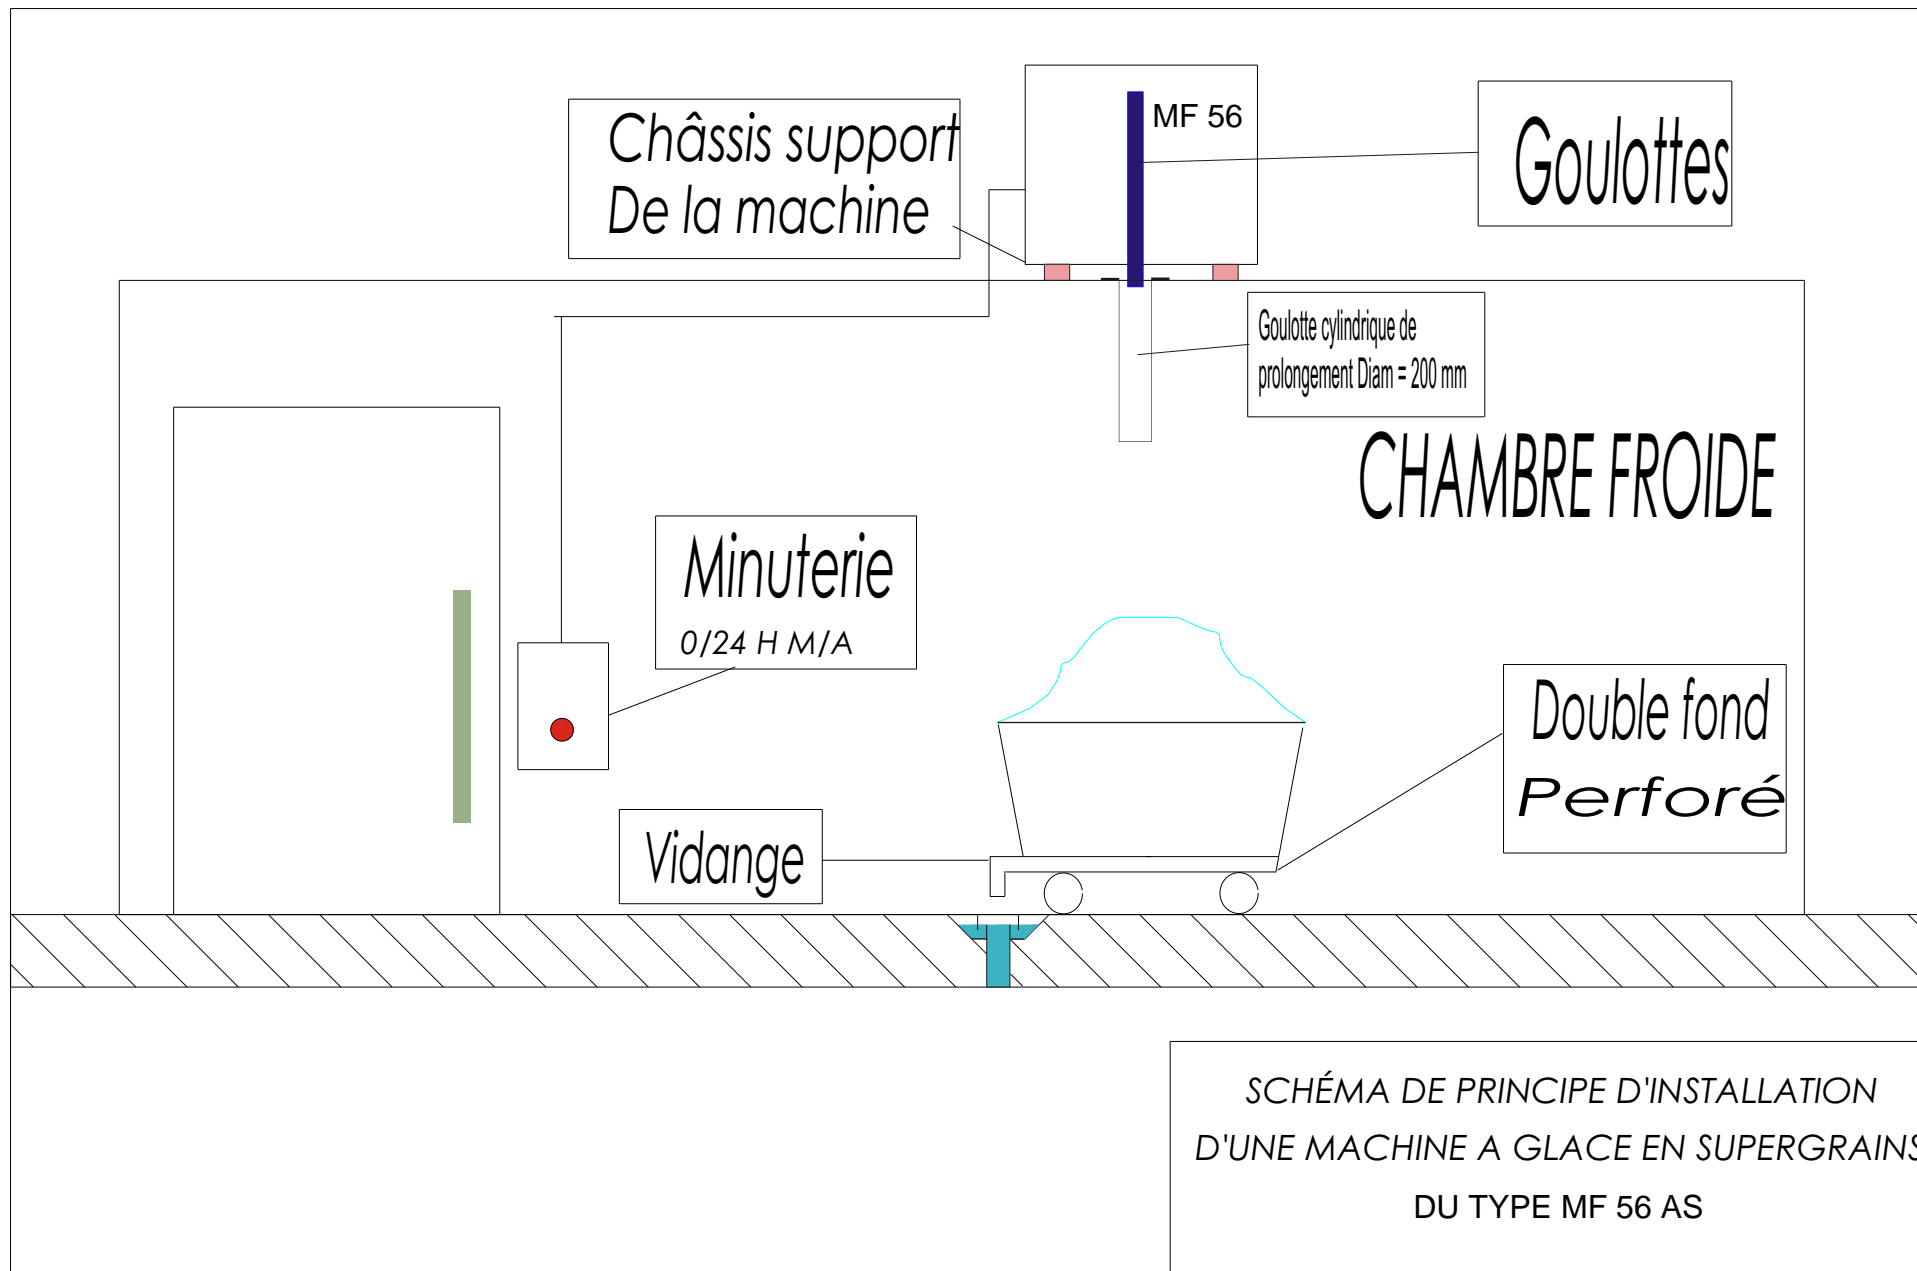 Châssis support
De la machine
MF 56
Goulottes
Goulotte cylindrique de
prolongement Diam = 200 mm
CHAMBRE FROIDE
Minuterie
0/24 H M/A
Double fond
Perforé
Vidange
SCHÉMA DE PRINCIPE D'INSTALLATION
D'UNE MACHINE A GLACE EN SUPERGRAINS
DU TYPE MF 56 AS